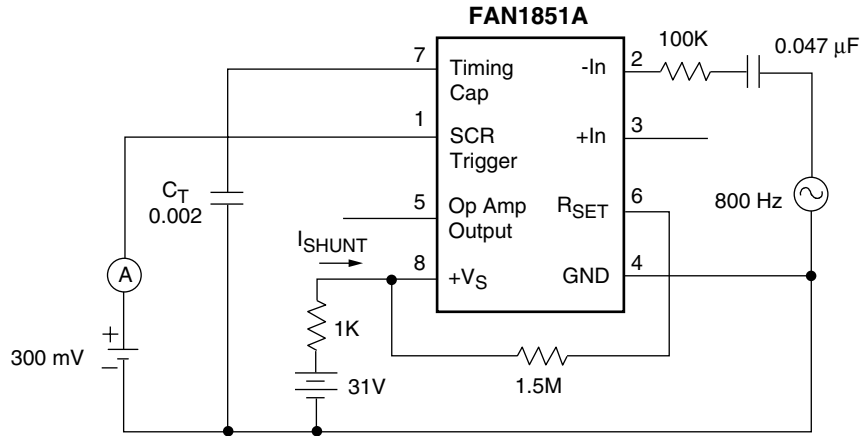 FAN1851A
7
Timing
Cap
-In
2
100K
0.047 μF
1
SCR
Trigger
+In
3
C_T
0.002
5
Op Amp
Output
R_SET
6
800 Hz
I_SHUNT
8
+V_S
GND
4
A
+
–
300 mV
1K
31V
1.5M